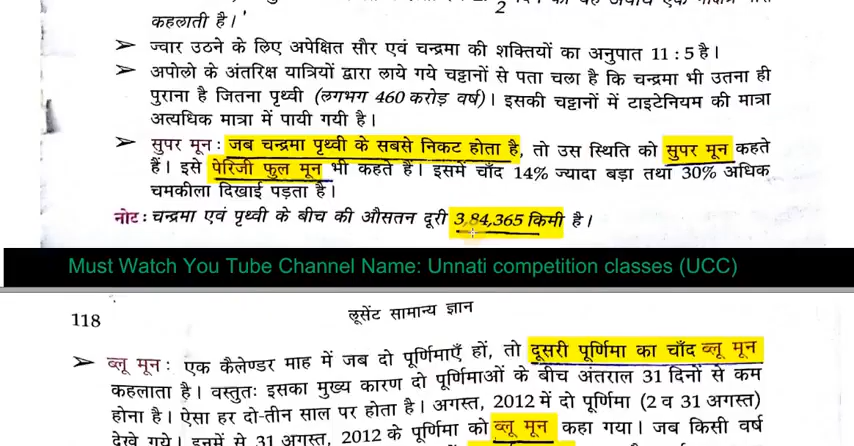 कहलाती है।'
➢ ज्वार उठने के लिए अपेक्षित सौर एवं चन्द्रमा की शक्तियों का अनुपात 11 : 5 है।
➢ अपोलो के अंतरिक्ष यात्रियों द्वारा लाये गये चट्टानों से पता चला है कि चन्द्रमा भी उतना ही
पुराना है जितना पृथ्वी (लगभग 460 करोड़ वर्ष)। इसकी चट्टानों में टाइटेनियम की मात्रा
अत्यधिक मात्रा में पायी गयी है।
➢ सुपर मून : जब चन्द्रमा पृथ्वी के सबसे निकट होता है, तो उस स्थिति को सुपर मून कहते
हैं। इसे पेरिजी फुल मून भी कहते हैं। इसमें चाँद 14% ज्यादा बड़ा तथा 30% अधिक
चमकीला दिखाई पड़ता है।
नोट : चन्द्रमा एवं पृथ्वी के बीच की औसतन दूरी 3,84,365 किमी है।
Must Watch You Tube Channel Name: Unnati competition classes (UCC)
118 लूसेंट सामान्य ज्ञान
➢ ब्लू मून : एक कैलेण्डर माह में जब दो पूर्णिमाएँ हों, तो दूसरी पूर्णिमा का चाँद ब्लू मून
कहलाता है। वस्तुतः इसका मुख्य कारण दो पूर्णिमाओं के बीच अंतराल 31 दिनों से कम
होना है। ऐसा हर दो-तीन साल पर होता है। अगस्त, 2012 में दो पूर्णिमा (2 व 31 अगस्त)
देखे गये। इनमें से 31 अगस्त, 2012 के पूर्णिमा को ब्लू मून कहा गया। जब किसी वर्ष